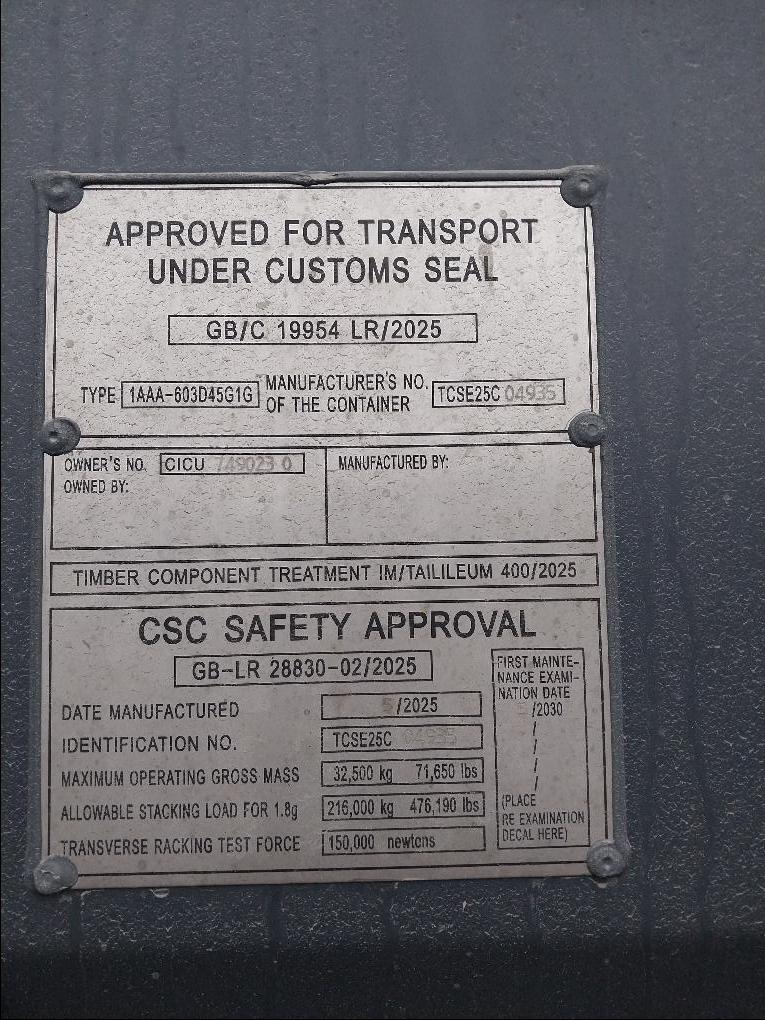 APPROVED FOR TRANSPORT
UNDER CUSTOMS SEAL
GB/C 19954 LR/2025
TYPE 1AAA-603D45G1G MANUFACTURER'S NO. OF THE CONTAINER TCSE25C 04935
OWNER'S NO. CICU 749023 0
OWNED BY:
MANUFACTURED BY:
TIMBER COMPONENT TREATMENT IM/TAILILEUM 400/2025
CSC SAFETY APPROVAL
GB-LR 28830-02/2025
DATE MANUFACTURED 5/2025
IDENTIFICATION NO. TCSE25C 04935
MAXIMUM OPERATING GROSS MASS 32,500 kg 71,650 lbs
ALLOWABLE STACKING LOAD FOR 1.8g 216,000 kg 476,190 lbs
TRANSVERSE RACKING TEST FORCE 150,000 newtons
FIRST MAINTE-
NANCE EXAMI-
NATION DATE
/2030
/
/
/
/
(PLACE
RE EXAMINATION
DECAL HERE)